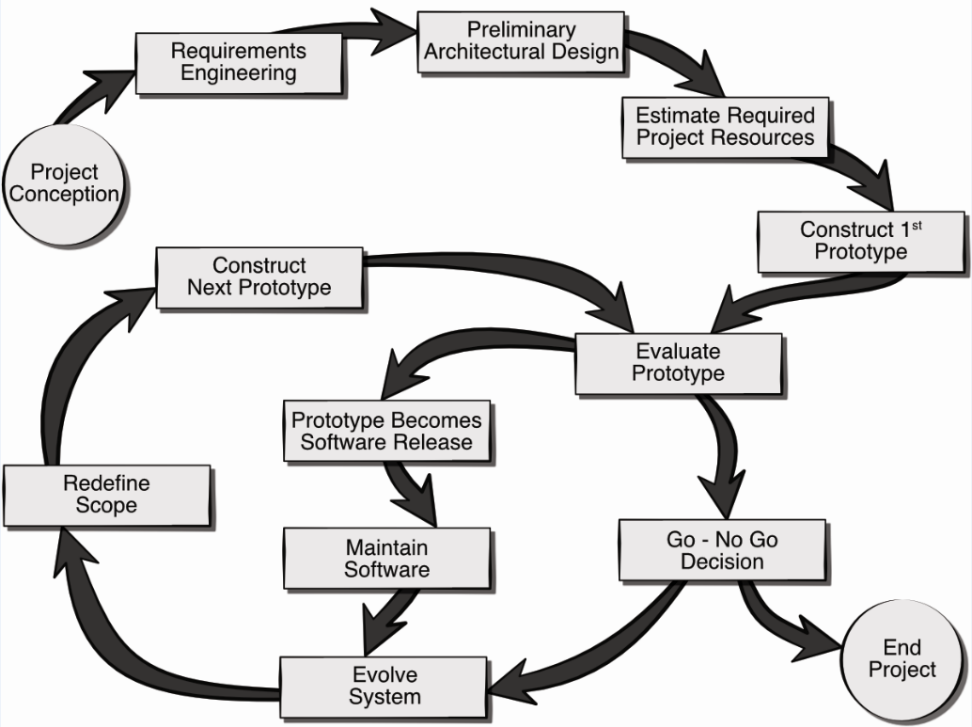 Project
Conception
Requirements
Engineering
Preliminary
Architectural Design
Estimate Required
Project Resources
Construct 1st
Prototype
Construct
Next Prototype
Evaluate
Prototype
Prototype Becomes
Software Release
Redefine
Scope
Maintain
Software
Go - No Go
Decision
Evolve
System
End
Project